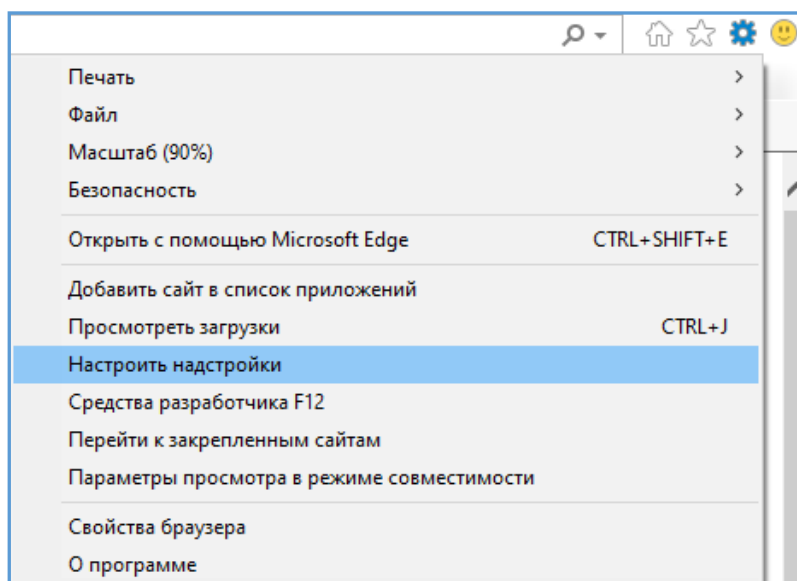 Печать
Файл
Масштаб (90%)
Безопасность
Открыть с помощью Microsoft Edge CTRL+SHIFT+E
Добавить сайт в список приложений
Просмотреть загрузки CTRL+J
Настроить надстройки
Средства разработчика F12
Перейти к закрепленным сайтам
Параметры просмотра в режиме совместимости
Свойства браузера
О программе